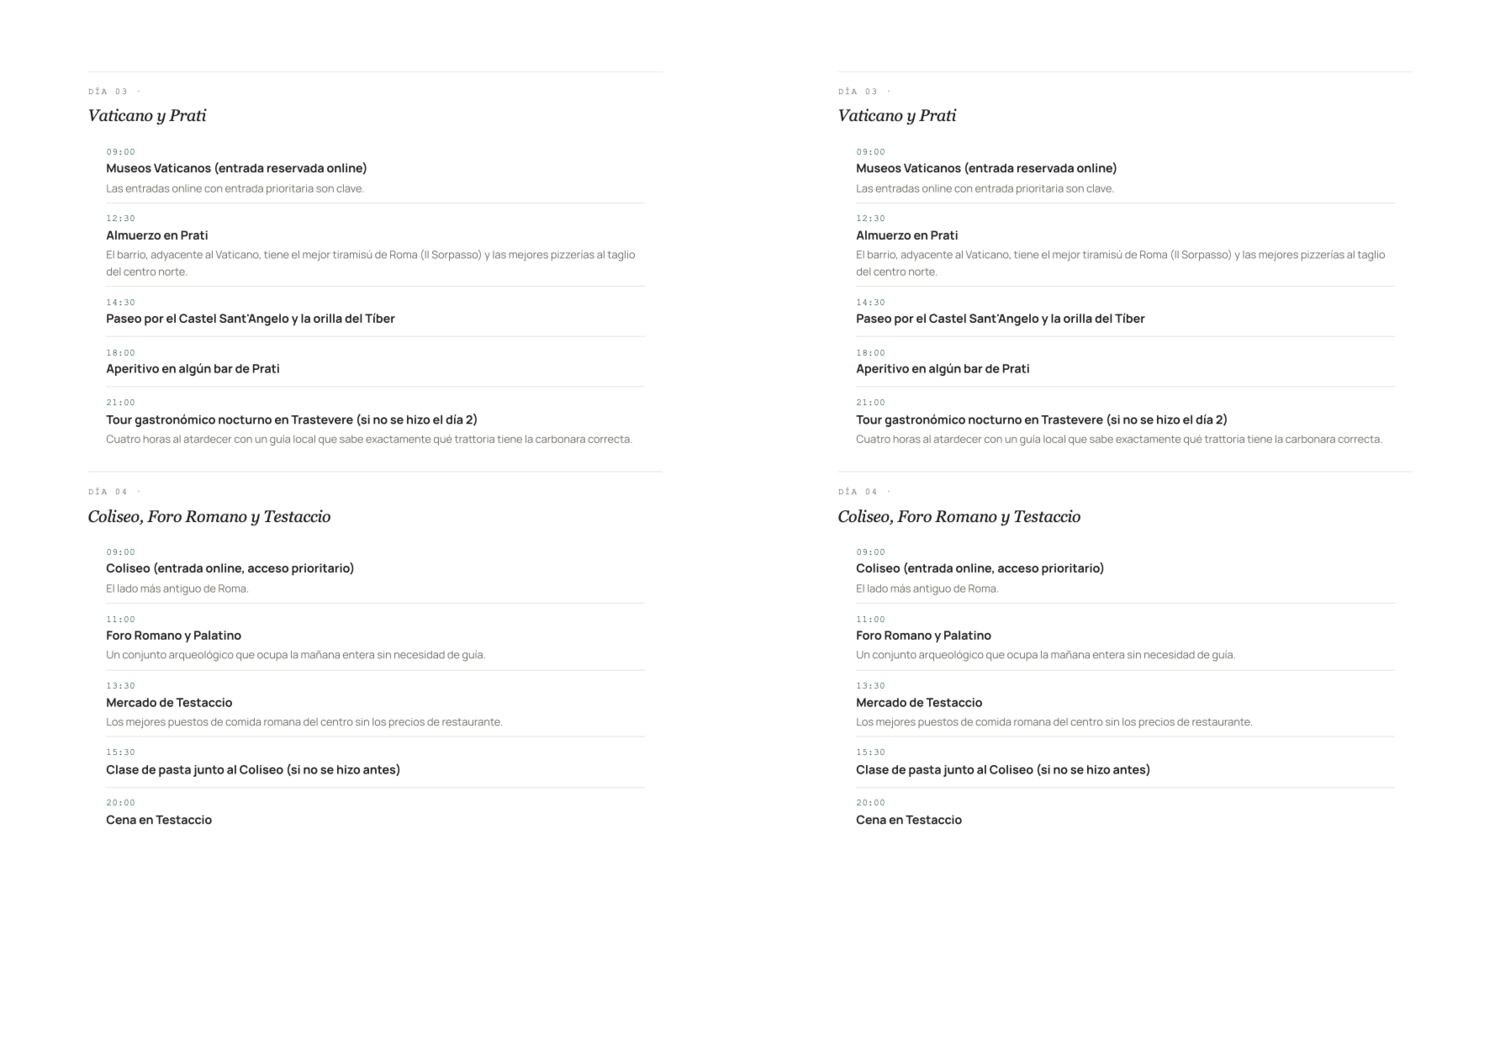 DÍA 03 ·
Vaticano y Prati
09:00
Museos Vaticanos (entrada reservada online)
Las entradas online con entrada prioritaria son clave.
12:30
Almuerzo en Prati
El barrio, adyacente al Vaticano, tiene el mejor tiramisú de Roma (Il Sorpasso) y las mejores pizzerías al taglio
del centro norte.
14:30
Paseo por el Castel Sant'Angelo y la orilla del Tíber
18:00
Aperitivo en algún bar de Prati
21:00
Tour gastronómico nocturno en Trastevere (si no se hizo el día 2)
Cuatro horas al atardecer con un guía local que sabe exactamente qué trattoria tiene la carbonara correcta.
DÍA 04 ·
Coliseo, Foro Romano y Testaccio
09:00
Coliseo (entrada online, acceso prioritario)
El lado más antiguo de Roma.
11:00
Foro Romano y Palatino
Un conjunto arqueológico que ocupa la mañana entera sin necesidad de guía.
13:30
Mercado de Testaccio
Los mejores puestos de comida romana del centro sin los precios de restaurante.
15:30
Clase de pasta junto al Coliseo (si no se hizo antes)
20:00
Cena en Testaccio
DÍA 03 ·
Vaticano y Prati
09:00
Museos Vaticanos (entrada reservada online)
Las entradas online con entrada prioritaria son clave.
12:30
Almuerzo en Prati
El barrio, adyacente al Vaticano, tiene el mejor tiramisú de Roma (Il Sorpasso) y las mejores pizzerías al taglio
del centro norte.
14:30
Paseo por el Castel Sant'Angelo y la orilla del Tíber
18:00
Aperitivo en algún bar de Prati
21:00
Tour gastronómico nocturno en Trastevere (si no se hizo el día 2)
Cuatro horas al atardecer con un guía local que sabe exactamente qué trattoria tiene la carbonara correcta.
DÍA 04 ·
Coliseo, Foro Romano y Testaccio
09:00
Coliseo (entrada online, acceso prioritario)
El lado más antiguo de Roma.
11:00
Foro Romano y Palatino
Un conjunto arqueológico que ocupa la mañana entera sin necesidad de guía.
13:30
Mercado de Testaccio
Los mejores puestos de comida romana del centro sin los precios de restaurante.
15:30
Clase de pasta junto al Coliseo (si no se hizo antes)
20:00
Cena en Testaccio